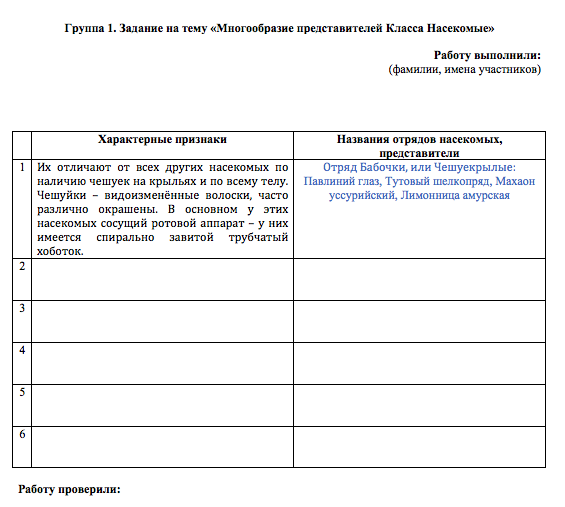 Группа 1. Задание на тему «Многообразие представителей Класса Насекомые»
Работу выполнили:
(фамилии, имена участников)
Характерные признаки
Названия отрядов насекомых,
представители
1
Их отличают от всех других насекомых по
наличию чешуек на крыльях и по всему телу.
Чешуйки – видоизменённые волоски, часто
различно окрашены. В основном у этих
насекомых сосущий ротовой аппарат – у них
имеется спирально завитой трубчатый
хоботок.
Отряд Бабочки, или Чешуекрылые:
Павлиний глаз, Тутовый шелкопряд, Махаон
уссурийский, Лимонница амурская
2
3
4
5
6
Работу проверили: